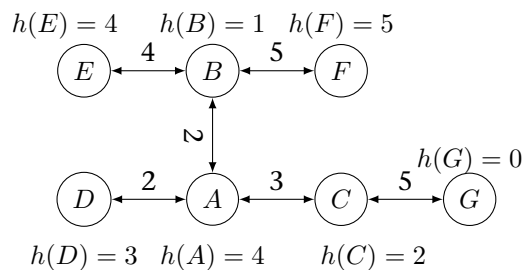 h(E) = 4 h(B) = 1 h(F) = 5
E 4 B 5 F
2
h(G) = 0
D 2 A 3 C 5 G
h(D) = 3 h(A) = 4 h(C) = 2